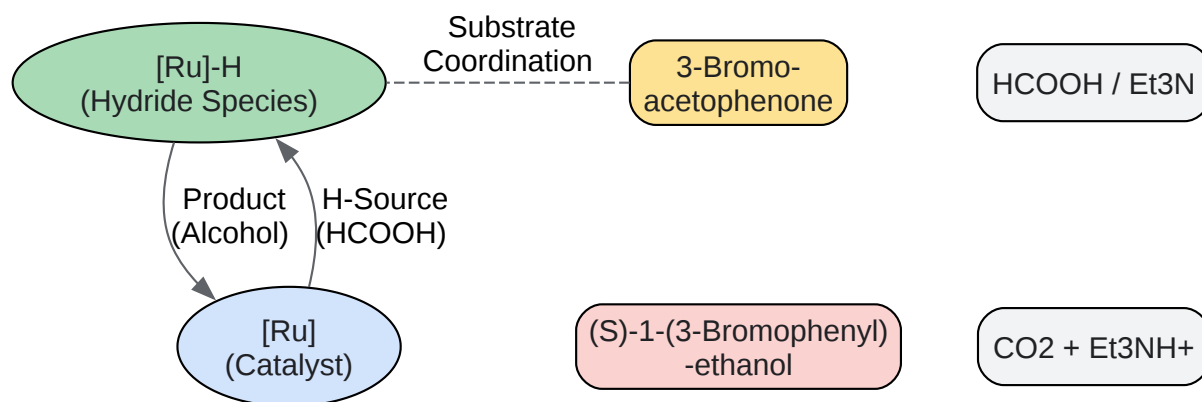 Substrate
Coordination
[Ru]-H
(Hydride Species)
3-Bromo-
acetophenone
HCOOH / Et3N
Product
(Alcohol)
H-Source
(HCOOH)
[Ru]
(Catalyst)
(S)-1-(3-Bromophenyl)
-ethanol
CO2 + Et3NH+